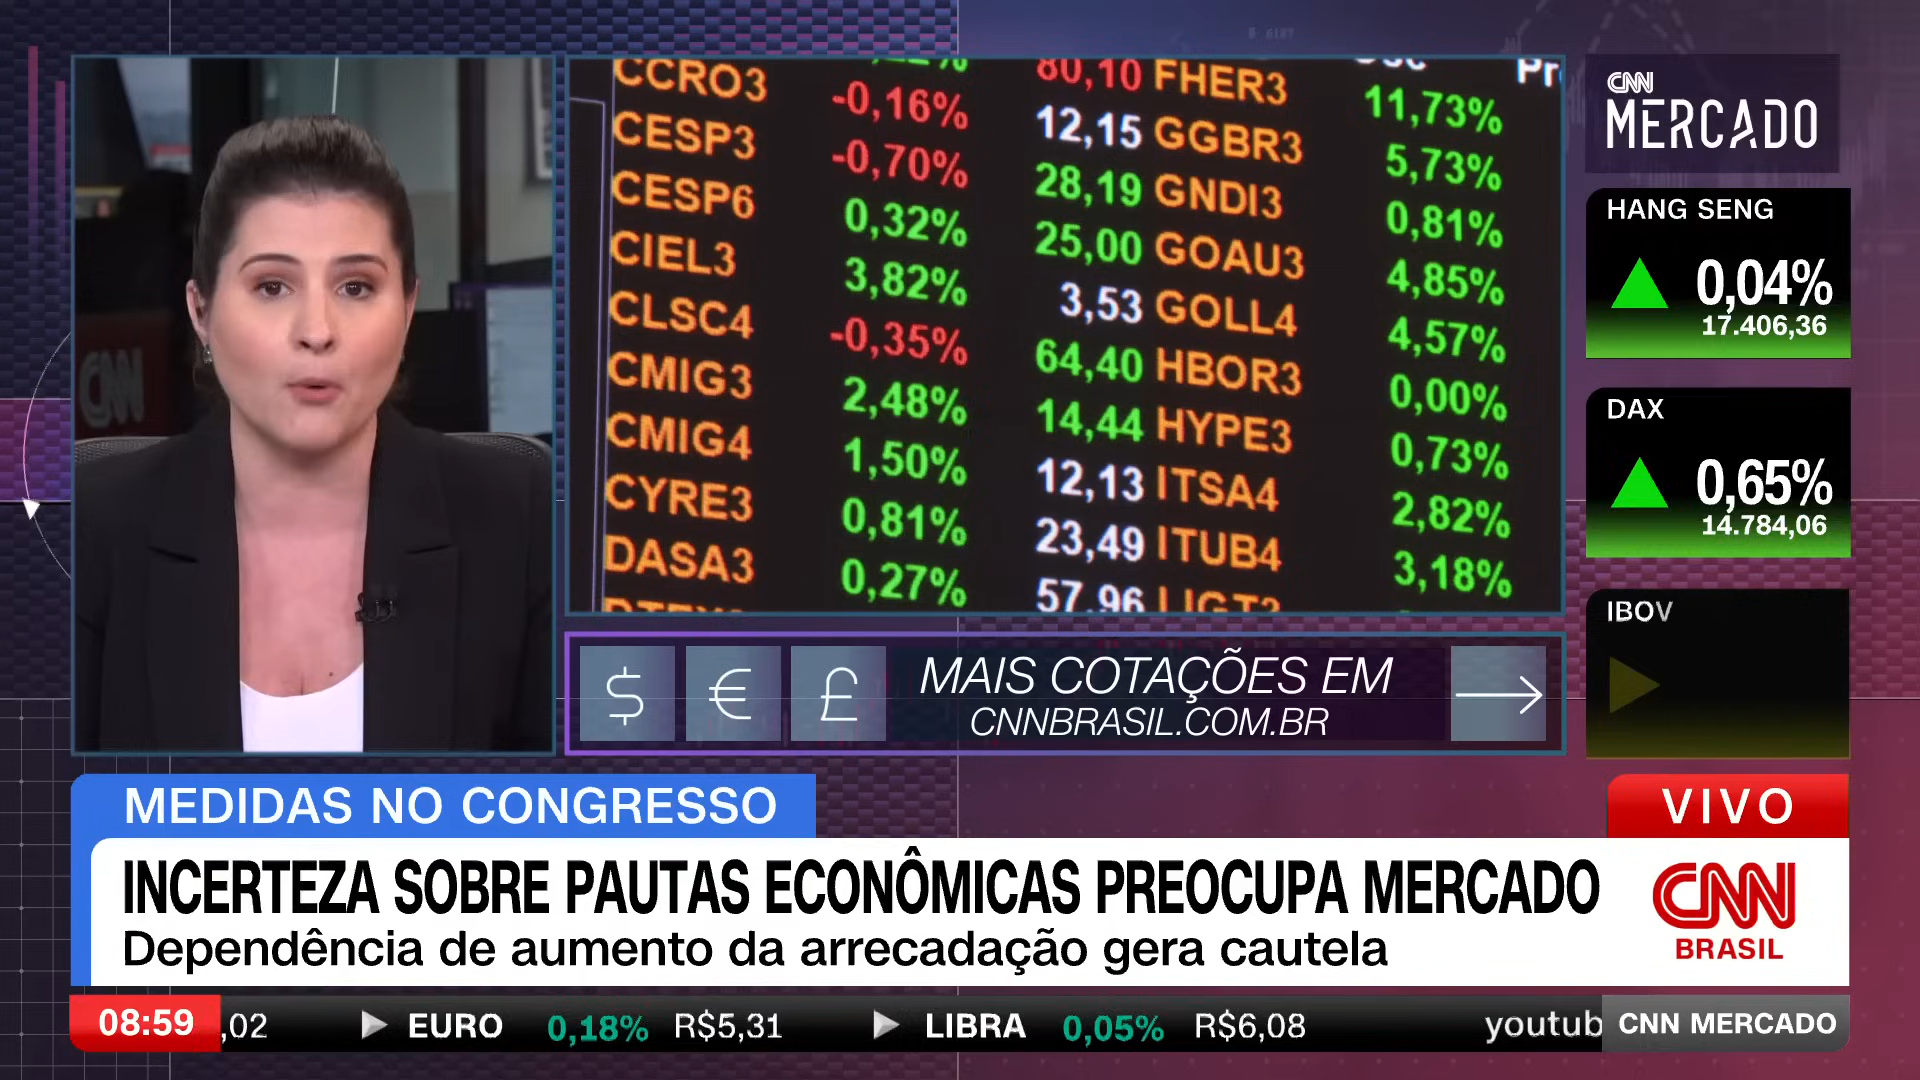 CNN
CCRO3
-0,16%
80,10
FHER3
11,73%
CESP3
-0,70%
12,15
GGBR3
5,73%
CESP6
0,32%
28,19
GNDI3
0,81%
CIEL3
3,82%
25,00
GOAU3
4,85%
CLSC4
-0,35%
3,53
GOLL4
4,57%
CMIG3
2,48%
64,40
HBOR3
0,00%
CMIG4
1,50%
14,44
HYPE3
0,73%
CYRE3
0,81%
12,13
ITSA4
2,82%
DASA3
0,27%
23,49
ITUB4
3,18%
57,96
CNN
MERCADO
HANG SENG
0,04%
17.406,36
DAX
0,65%
14.784,06
IBOV
$ € £
MAIS COTAÇÕES EM
CNNBRASIL.COM.BR
MEDIDAS NO CONGRESSO
VIVO
INCERTEZA SOBRE PAUTAS ECONÔMICAS PREOCUPA MERCADO
Dependência de aumento da arrecadação gera cautela
CNN
BRASIL
08:59 ,02 EURO 0,18% R$5,31 LIBRA 0,05% R$6,08 youtub CNN MERCADO